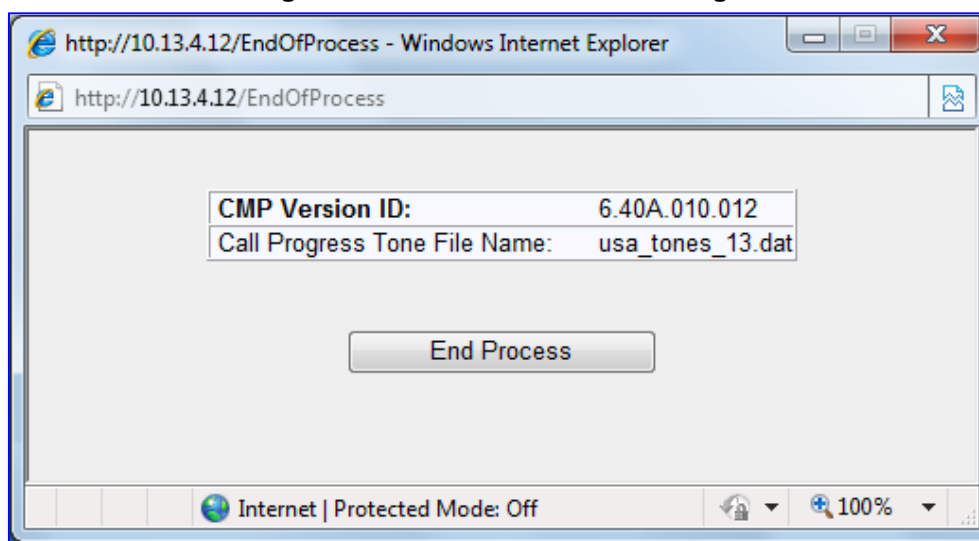 http://10.13.4.12/EndOfProcess - Windows Internet Explorer
http://10.13.4.12/EndOfProcess
CMP Version ID: 6.40A.010.012
Call Progress Tone File Name: usa_tones_13.dat
End Process
Internet | Protected Mode: Off 100%